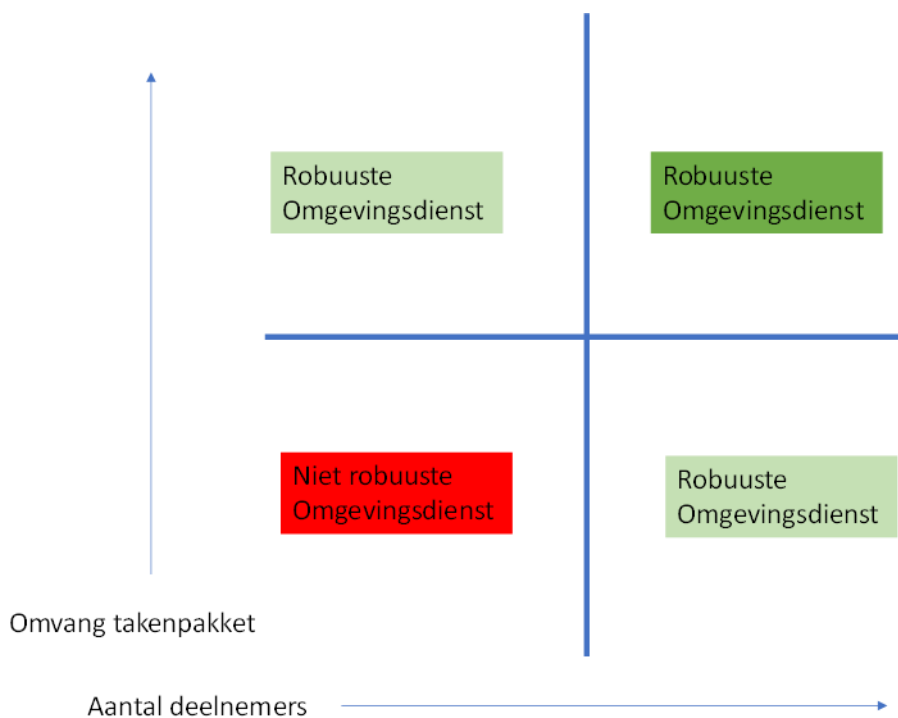 Robuuste
Omgevingsdienst
Robuuste
Omgevingsdienst
Niet robuuste
Omgevingsdienst
Robuuste
Omgevingsdienst
Omvang takenpakket
Aantal deelnemers